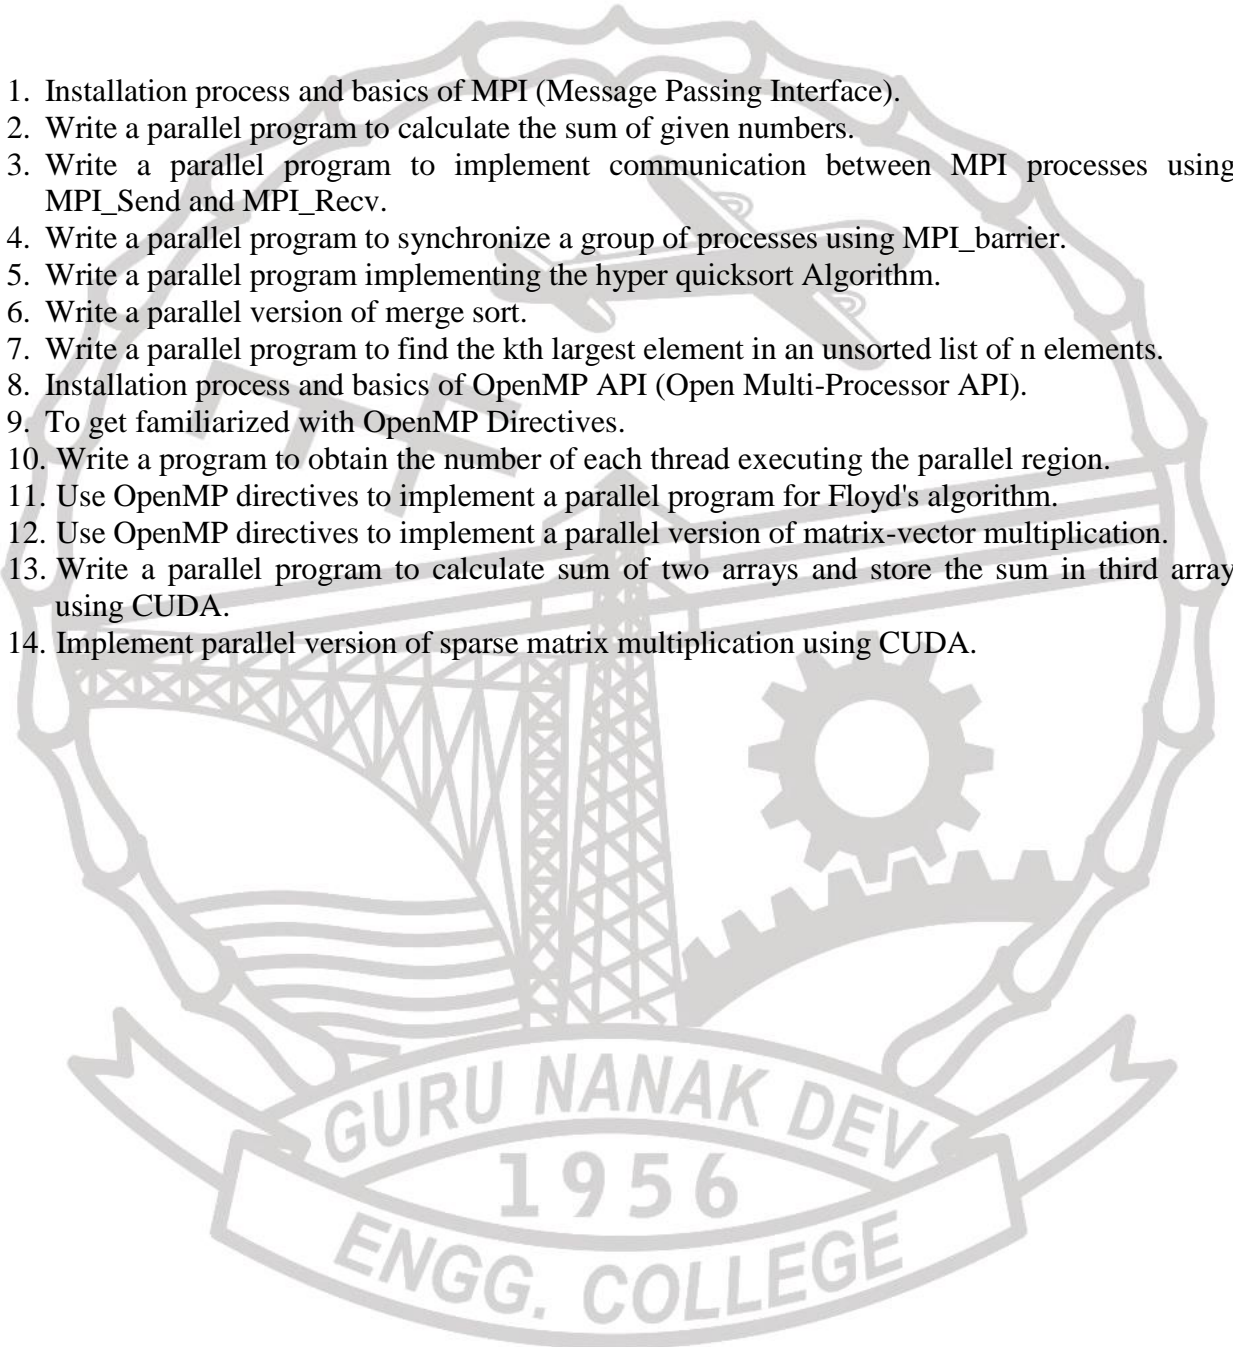 1. Installation process and basics of MPI (Message Passing Interface).
2. Write a parallel program to calculate the sum of given numbers.
3. Write a parallel program to implement communication between MPI processes using
MPI_Send and MPI_Recv.
4. Write a parallel program to synchronize a group of processes using MPI_barrier.
5. Write a parallel program implementing the hyper quicksort Algorithm.
6. Write a parallel version of merge sort.
7. Write a parallel program to find the kth largest element in an unsorted list of n elements.
8. Installation process and basics of OpenMP API (Open Multi-Processor API).
9. To get familiarized with OpenMP Directives.
10. Write a program to obtain the number of each thread executing the parallel region.
11. Use OpenMP directives to implement a parallel program for Floyd's algorithm.
12. Use OpenMP directives to implement a parallel version of matrix-vector multiplication.
13. Write a parallel program to calculate sum of two arrays and store the sum in third array
using CUDA.
14. Implement parallel version of sparse matrix multiplication using CUDA.
GURU NANAK DEV
1956
ENGG. COLLEGE